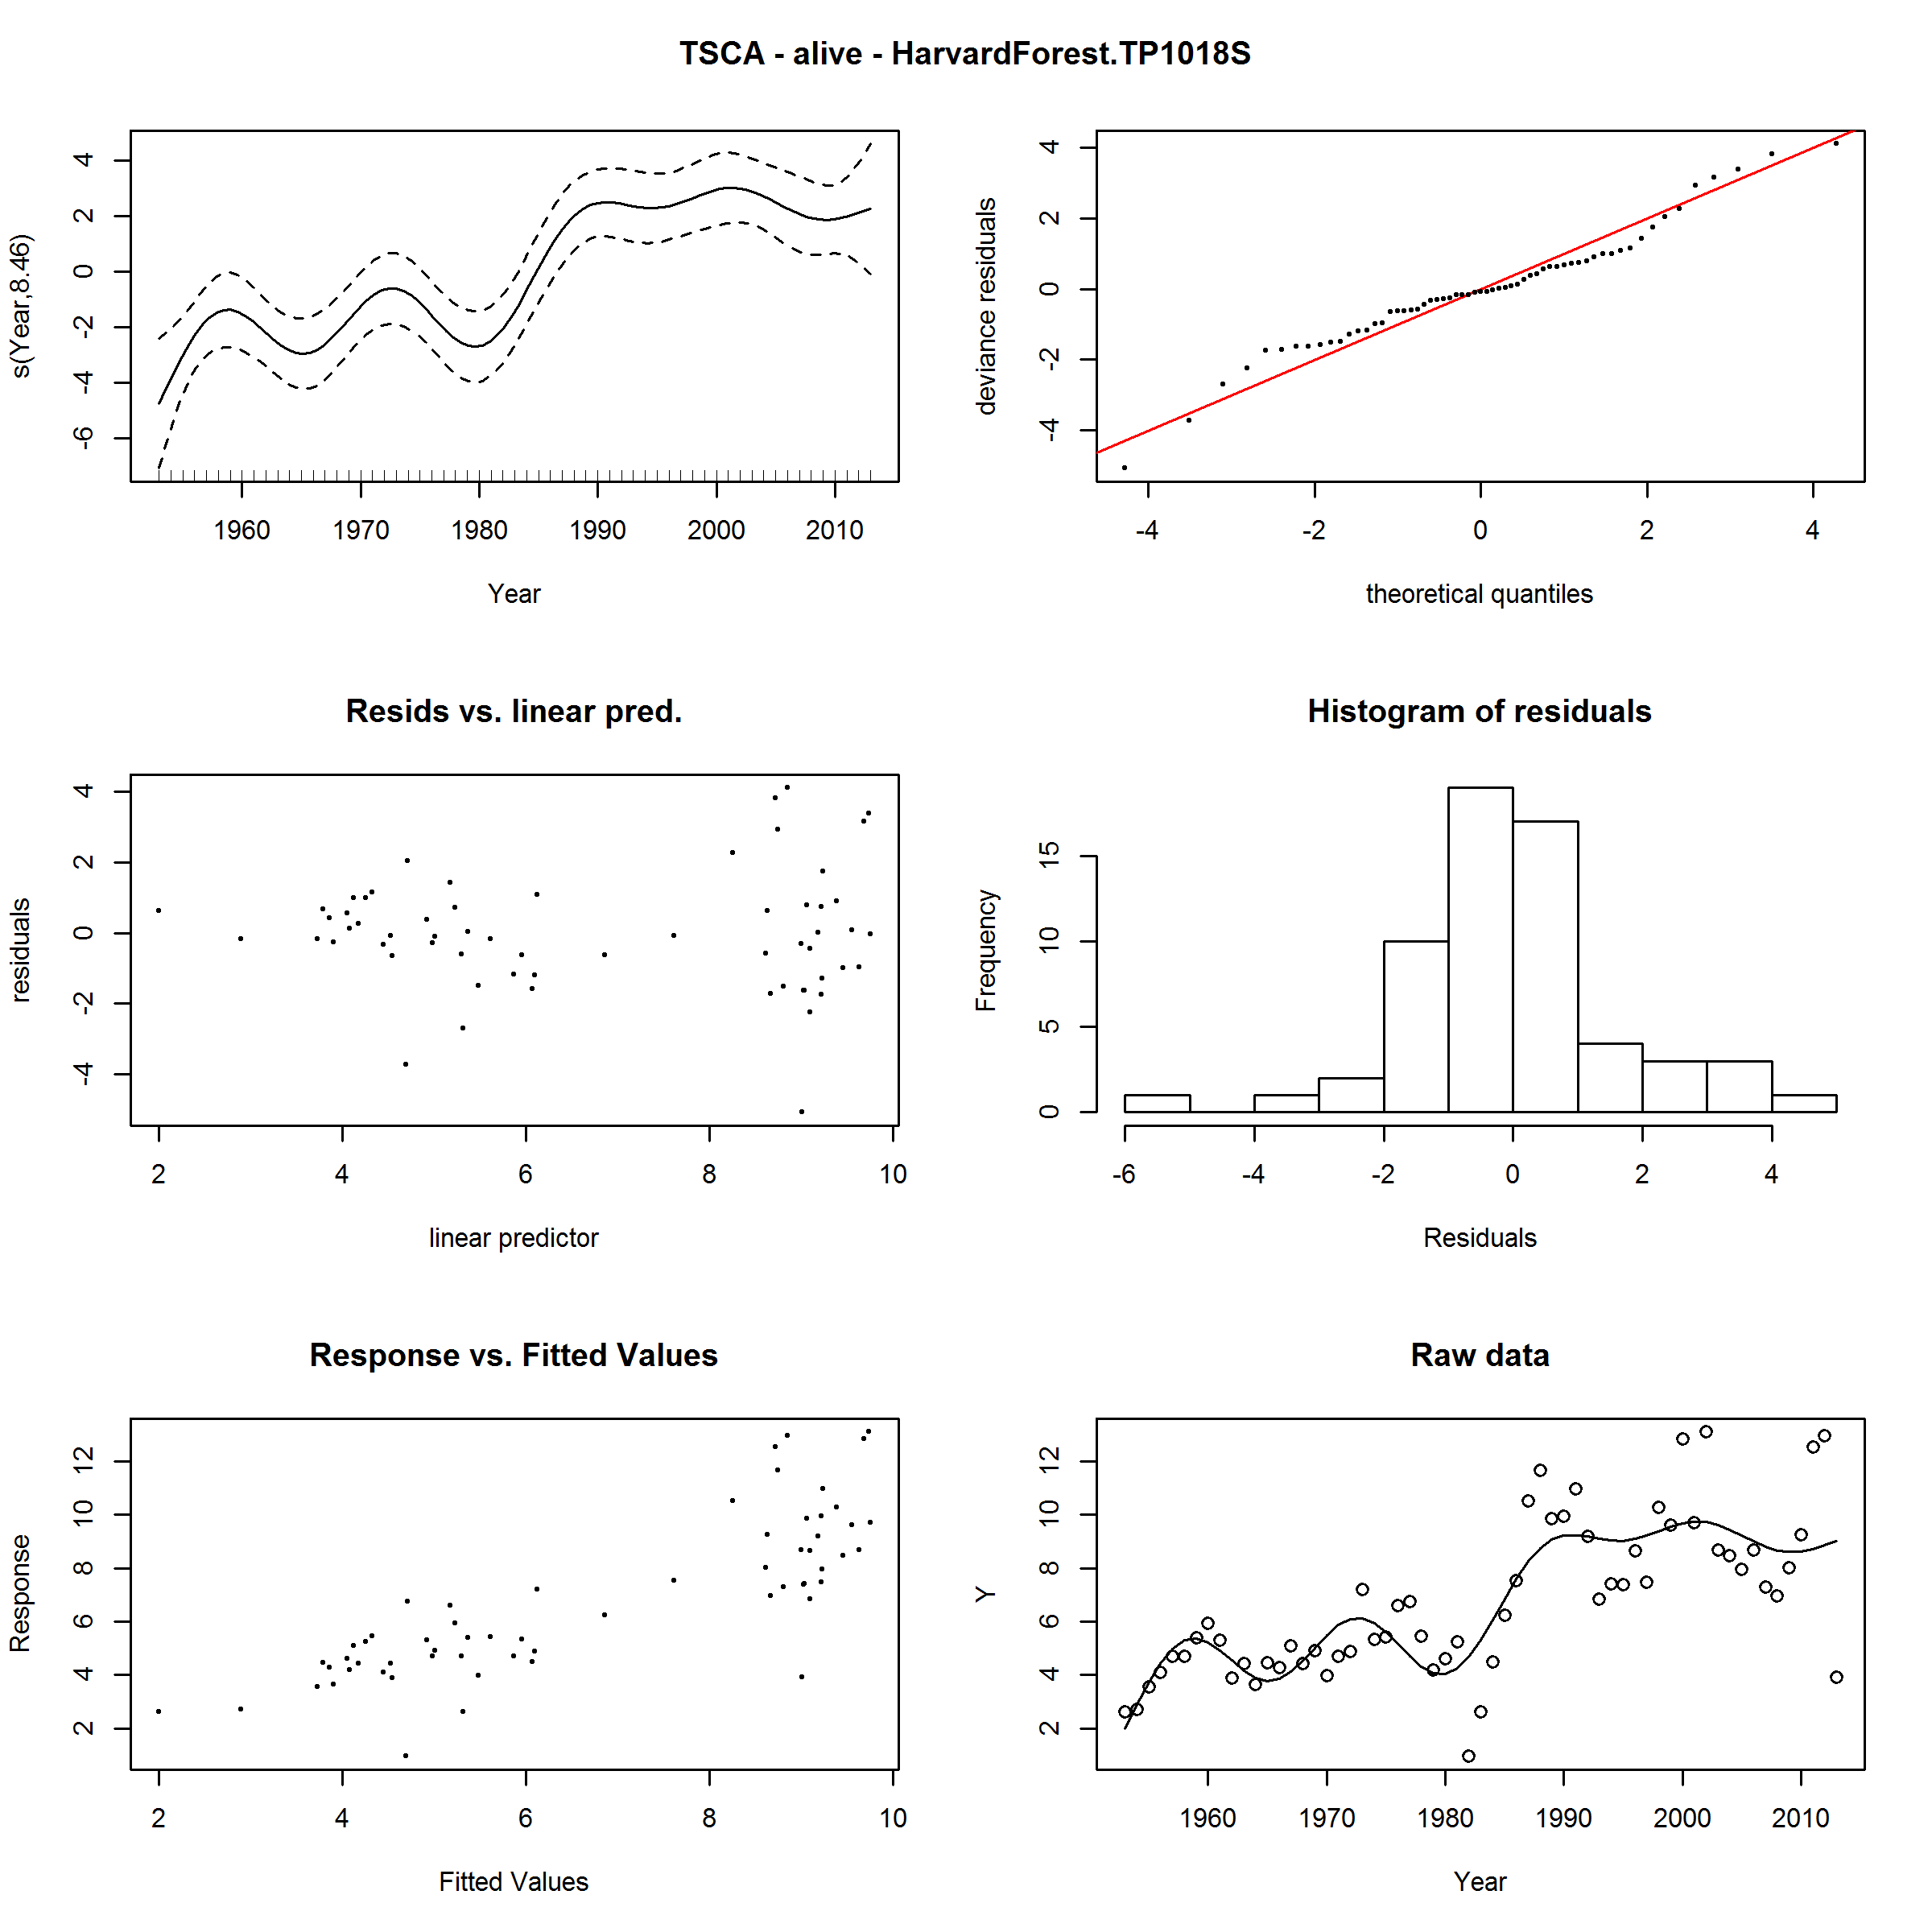 TSCA - alive - HarvardForest.TP1018S
s(Year,8.46)
4
2
0
-2
-4
-6
1960 1970 1980 1990 2000 2010
Year
deviance residuals
4
2
0
-2
-4
-4 -2 0 2 4
theoretical quantiles
Resids vs. linear pred.
residuals
4
2
0
-2
-4
2 4 6 8 10
linear predictor
Histogram of residuals
Frequency
15
10
5
0
-6 -4 -2 0 2 4
Residuals
Response vs. Fitted Values
Response
12
10
8
6
4
2
2 4 6 8 10
Fitted Values
Raw data
Y
12
10
8
6
4
2
1960 1970 1980 1990 2000 2010
Year